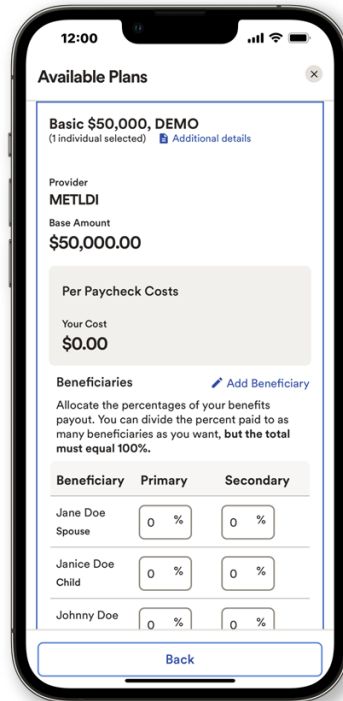 12:00
Available Plans
Basic $50,000, DEMO
(1 individual selected) Additional details
Provider
METLDI
Base Amount
$50,000.00
Per Paycheck Costs
Your Cost
$0.00
Beneficiaries Add Beneficiary
Allocate the percentages of your benefits
payout. You can divide the percent paid to as
many beneficiaries as you want, but the total
must equal 100%.
Beneficiary Primary Secondary
Jane Doe
Spouse
0 % 0 %
Janice Doe
Child
0 % 0 %
Johnny Doe
0 % 0 %
Back